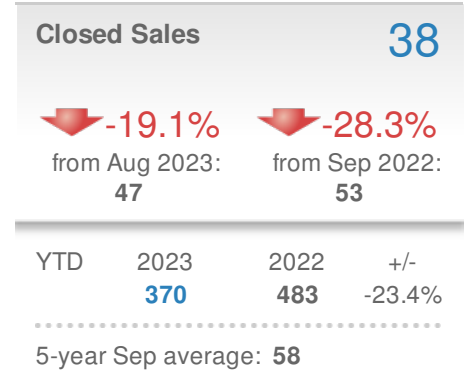 Closed Sales 38
-19.1% -28.3%
from Aug 2023: from Sep 2022:
47 53
YTD 2023 2022 +/-
370 483 -23.4%
5-year Sep average: 58